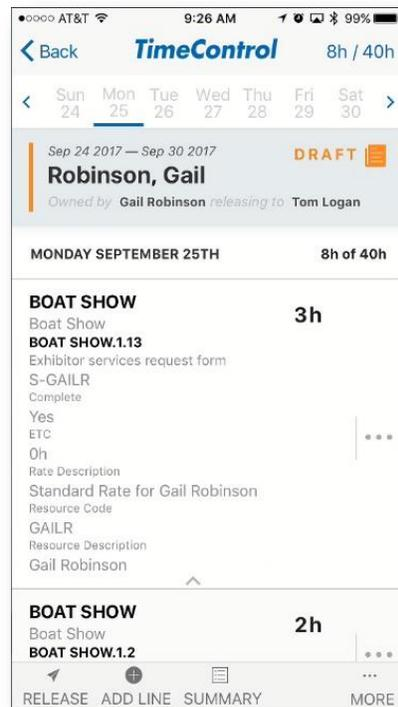 AT&T 9:26 AM 99%
Back TimeControl 8h / 40h
Sun Mon Tue Wed Thu Fri Sat
24 25 26 27 28 29 30
Sep 24 2017 — Sep 30 2017 DRAFT
Robinson, Gail
Owned by Gail Robinson releasing to Tom Logan
MONDAY SEPTEMBER 25TH 8h of 40h
BOAT SHOW 3h
Boat Show
BOAT SHOW.1.13
Exhibitor services request form
S-GAILR
Complete
Yes
ETC
0h
Rate Description
Standard Rate for Gail Robinson
Resource Code
GAILR
Resource Description
Gail Robinson
BOAT SHOW 2h
Boat Show
BOAT SHOW.1.2
RELEASE ADD LINE SUMMARY MORE